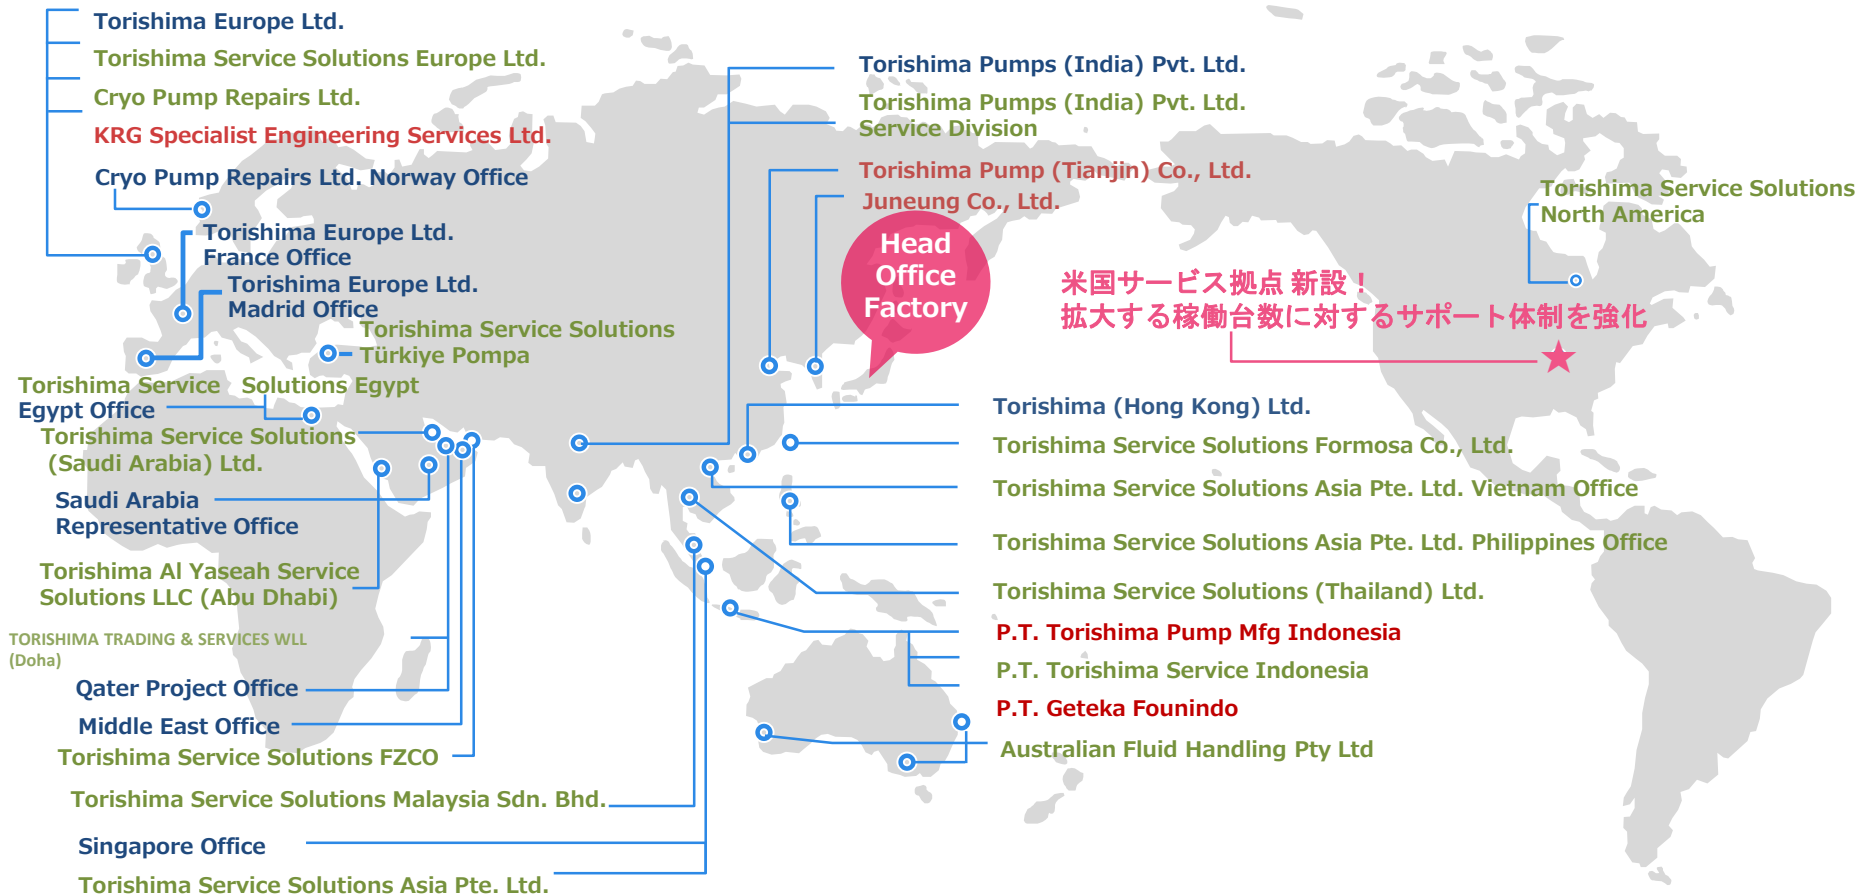 Torishima Europe Ltd.
Torishima Service Solutions Europe Ltd.
Cryo Pump Repairs Ltd.
KRG Specialist Engineering Services Ltd.
Cryo Pump Repairs Ltd. Norway Office
Torishima Europe Ltd.
France Office
Torishima Europe Ltd.
Madrid Office
Torishima Service Solutions
Türkiye Pompa
Torishima Service Solutions Egypt
Egypt Office
Torishima Service Solutions
(Saudi Arabia) Ltd.
Saudi Arabia
Representative Office
Torishima Al Yaseah Service
Solutions LLC (Abu Dhabi)
TORISHIMA TRADING & SERVICES WLL
(Doha)
Qater Project Office
Middle East Office
Torishima Service Solutions FZCO
Torishima Service Solutions Malaysia Sdn. Bhd.
Singapore Office
Torishima Service Solutions Asia Pte. Ltd.
Torishima Pumps (India) Pvt. Ltd.
Torishima Pumps (India) Pvt. Ltd.
Service Division
Torishima Pump (Tianjin) Co., Ltd.
Juneung Co., Ltd.
Head
Office
Factory
Torishima Service Solutions
North America
米国サービス拠点 新設！
拡大する稼働台数に対するサポート体制を強化
Torishima (Hong Kong) Ltd.
Torishima Service Solutions Formosa Co., Ltd.
Torishima Service Solutions Asia Pte. Ltd. Vietnam Office
Torishima Service Solutions Asia Pte. Ltd. Philippines Office
Torishima Service Solutions (Thailand) Ltd.
P.T. Torishima Pump Mfg Indonesia
P.T. Torishima Service Indonesia
P.T. Geteka Founindo
Australian Fluid Handling Pty Ltd